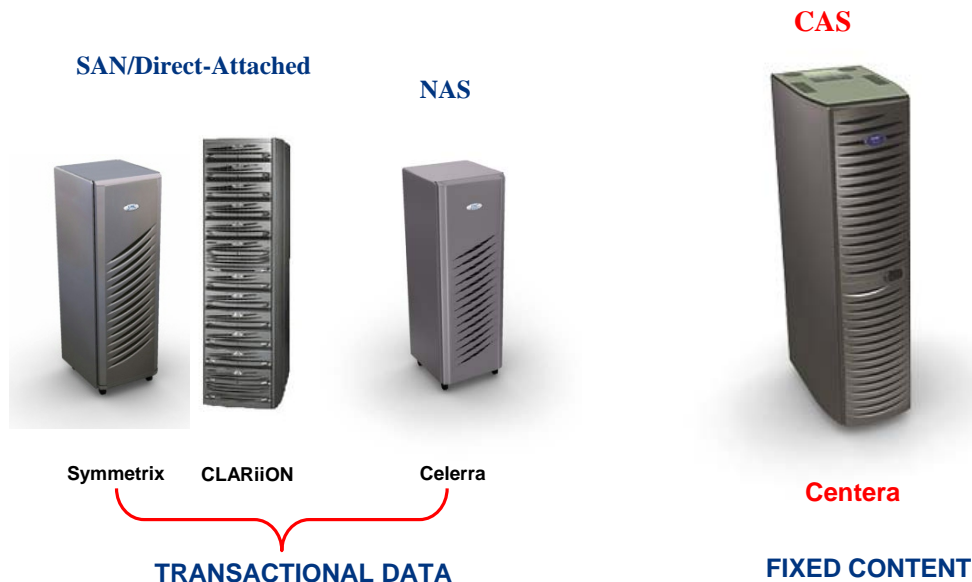 CAS
SAN/Direct-Attached
NAS
Symmetrix
CLARiiON
Celerra
Centera
TRANSACTIONAL DATA
FIXED CONTENT